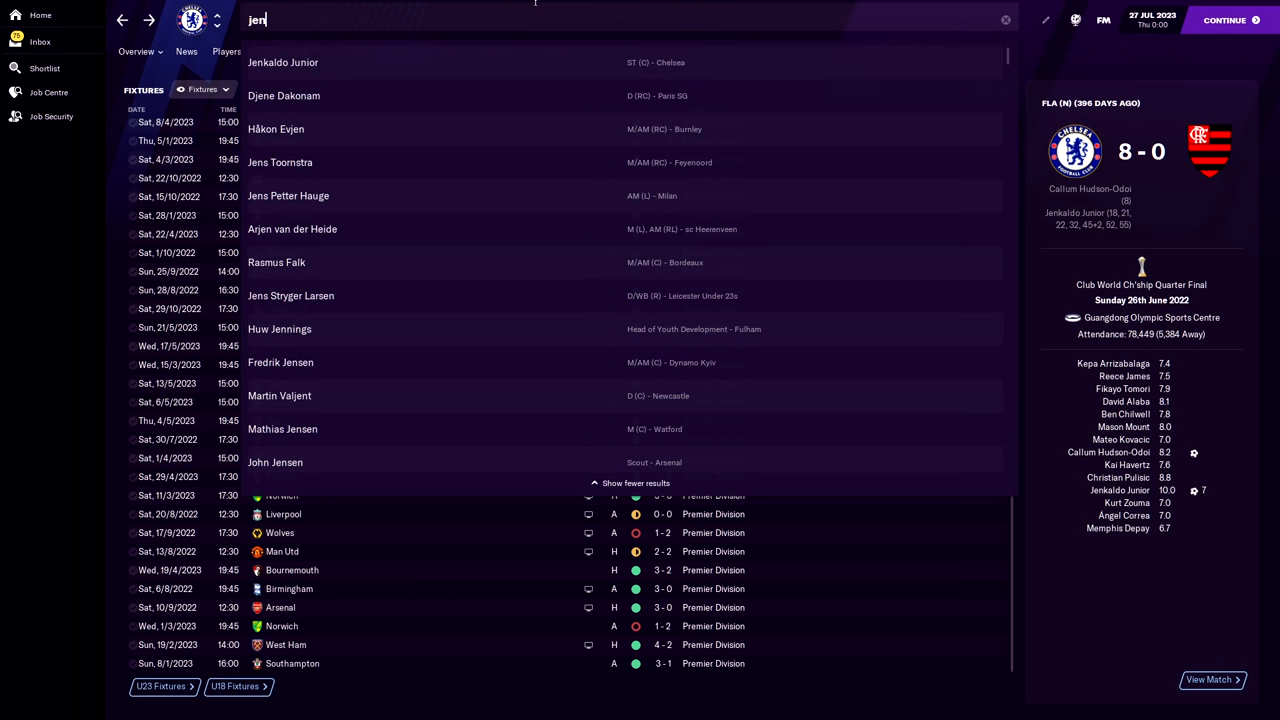 Home
75
Inbox
Shortlist
Job Centre
Job Security
jen
FM
27 JUL 2023
Thu 0:00
CONTINUE
Overview
News
Players
FIXTURES
Fixtures
DATE
TIME
Sat, 8/4/2023 15:00
Thu, 5/1/2023 19:45
Sat, 4/3/2023 19:45
Sat, 22/10/2022 12:30
Sat, 15/10/2022 17:30
Sat, 28/1/2023 15:00
Sat, 22/4/2023 12:30
Sat, 1/10/2022 15:00
Sun, 25/9/2022 14:00
Sun, 28/8/2022 16:30
Sat, 29/10/2022 17:30
Sun, 21/5/2023 15:00
Wed, 17/5/2023 19:45
Wed, 15/3/2023 19:45
Sat, 13/5/2023 15:00
Sat, 6/5/2023 15:00
Thu, 4/5/2023 19:45
Sat, 30/7/2022 17:30
Sat, 1/4/2023 15:00
Sat, 29/4/2023 17:30
Jenkaldo Junior ST (C) - Chelsea
Djene Dakonam D (RC) - Paris SG
Håkon Evjen M/AM (RC) - Burnley
Jens Toornstra M/AM (RC) - Feyenoord
Jens Petter Hauge AM (L) - Milan
Arjen van der Heide M (L), AM (RL) - sc Heerenveen
Rasmus Falk M/AM (C) - Bordeaux
Jens Stryger Larsen D/WB (R) - Leicester Under 23s
Huw Jennings Head of Youth Development - Fulham
Fredrik Jensen M/AM (C) - Dynamo Kyiv
Martin Valjent D (C) - Newcastle
Mathias Jensen M (C) - Watford
John Jensen Scout - Arsenal
Show fewer results
Sat, 11/3/2023 17:30 Norwich H 3 - 0 Premier Division
Sat, 20/8/2022 12:30 Liverpool A 0 - 0 Premier Division
Sat, 17/9/2022 17:30 Wolves A 1 - 2 Premier Division
Sat, 13/8/2022 12:30 Man Utd H 2 - 2 Premier Division
Wed, 19/4/2023 19:45 Bournemouth H 3 - 2 Premier Division
Sat, 6/8/2022 19:45 Birmingham A 3 - 0 Premier Division
Sat, 10/9/2022 12:30 Arsenal H 3 - 0 Premier Division
Wed, 1/3/2023 19:45 Norwich A 1 - 2 Premier Division
Sun, 19/2/2023 14:00 West Ham H 4 - 2 Premier Division
Sun, 8/1/2023 16:00 Southampton A 3 - 1 Premier Division
U23 Fixtures
U18 Fixtures
FLA (N) (396 DAYS AGO)
8 - 0
Callum Hudson-Odoi
(8)
Jenkaldo Junior (18, 21,
22, 32, 45+2, 52, 55)
Club World Ch'ship Quarter Final
Sunday 26th June 2022
Guangdong Olympic Sports Centre
Attendance: 78,449 (5,384 Away)
Kepa Arrizabalaga 7.4
Reece James 7.5
Fikayo Tomori 7.9
David Alaba 8.1
Ben Chilwell 7.8
Mason Mount 8.0
Mateo Kovacic 7.0
Callum Hudson-Odoi 8.2
Kai Havertz 7.6
Christian Pulisic 8.8
Jenkaldo Junior 10.0 7
Kurt Zouma 7.0
Ángel Correa 7.0
Memphis Depay 6.7
View Match